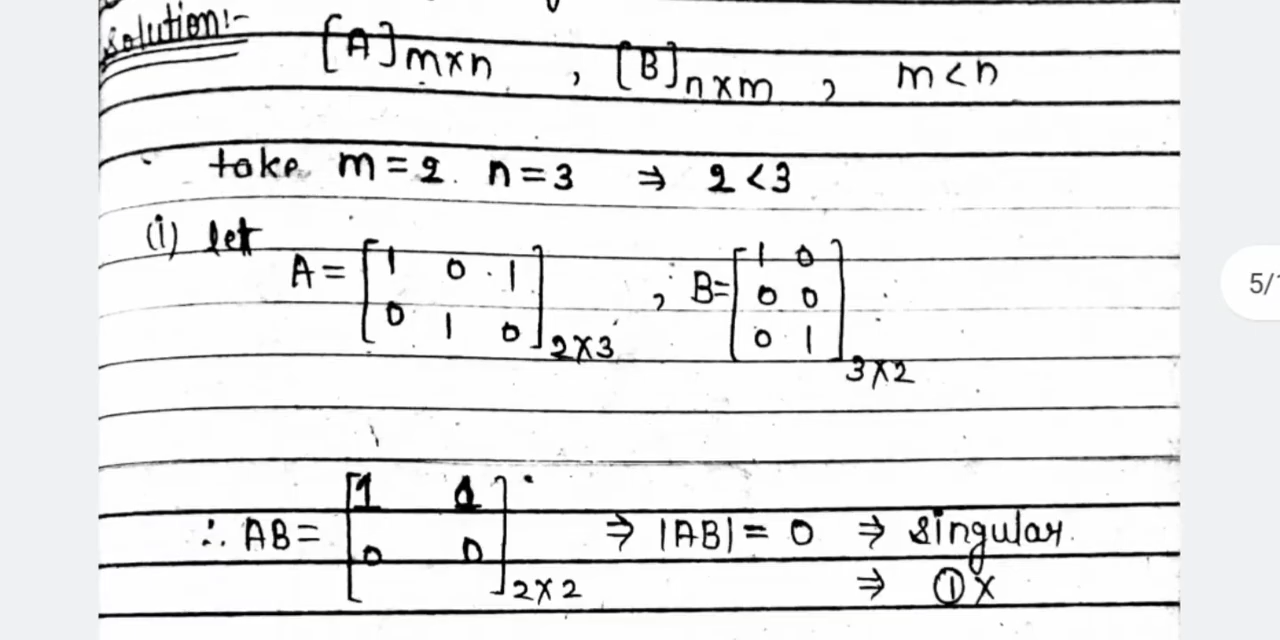 Solution:-
[A]m×n , [B]n×m , m<n
take m=2. n=3 ⇒ 2<3
(i) let
A = [1 0 1
0 1 0]2×3 ; B= [1 0
0 0
0 1]3×2
∴ AB = [1 1
0 0]2×2 ⇒ |AB| = 0 ⇒ singular.
⇒ ①×
5/